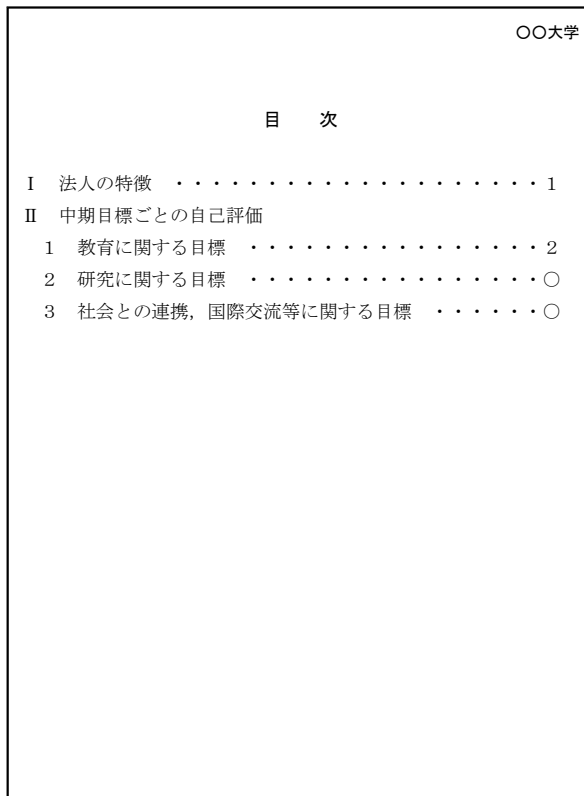 〇〇大学
目　次
Ⅰ　法人の特徴　・・・・・・・・・・・・・・・・・・・・1
Ⅱ　中期目標ごとの自己評価
1　教育に関する目標　・・・・・・・・・・・・・・・・2
2　研究に関する目標　・・・・・・・・・・・・・・・・〇
3　社会との連携，国際交流等に関する目標　・・・・・・〇